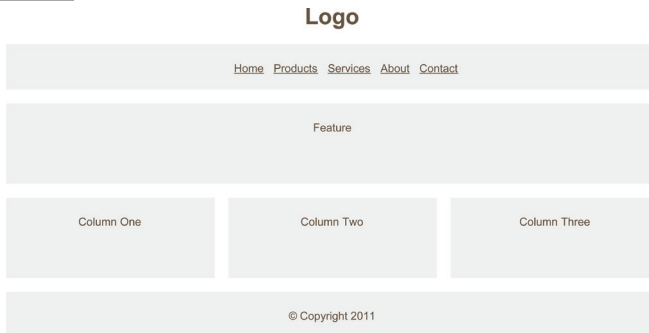 Logo
Home Products Services About Contact
Feature
Column One Column Two Column Three
© Copyright 2011